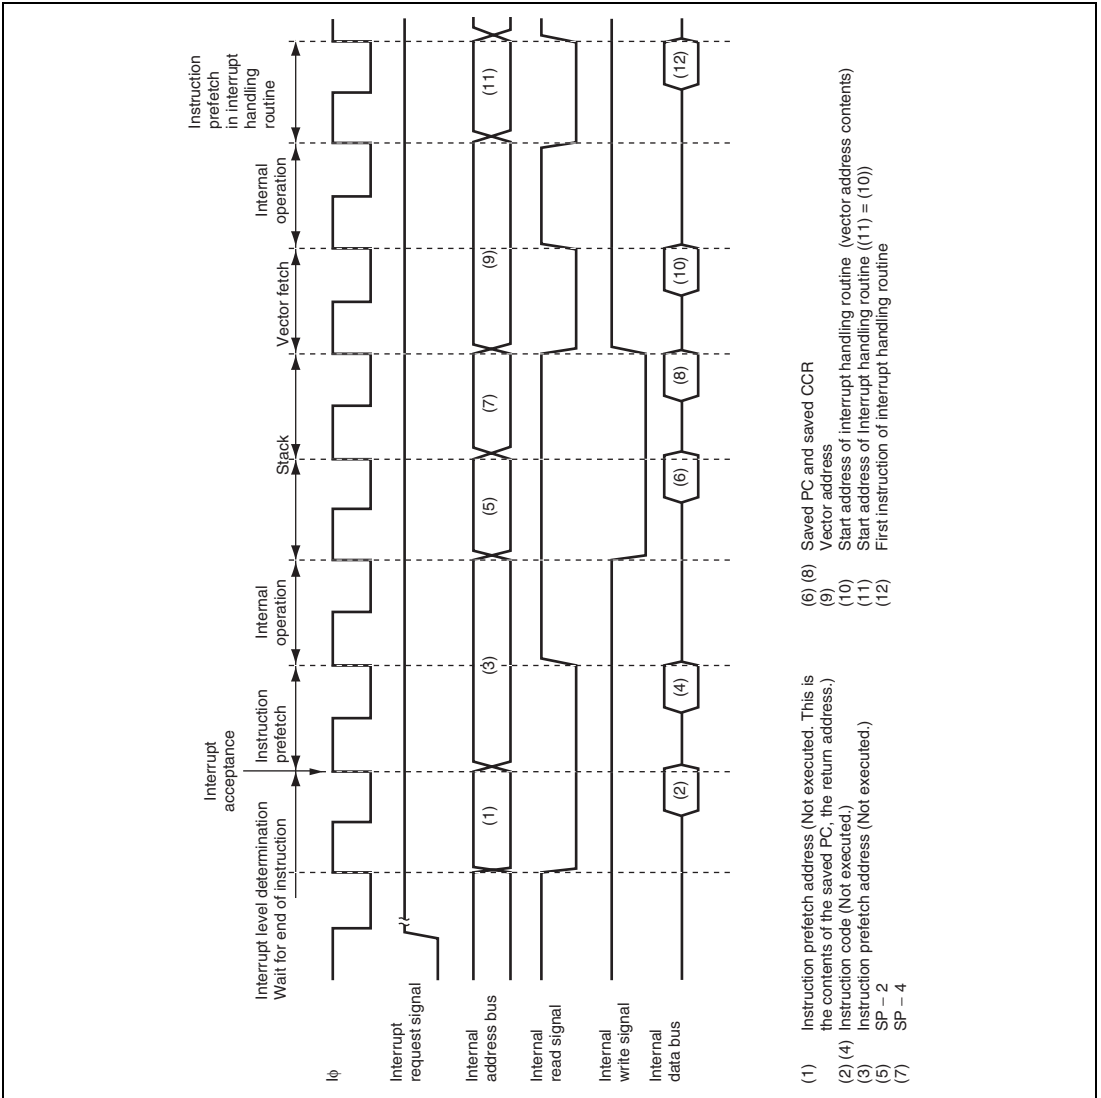 Interrupt level determination
Wait for end of instruction
Interrupt
acceptance
Instruction
prefetch
Internal
operation
Stack
Vector fetch
Internal
operation
Instruction
prefetch
in interrupt
handling
routine
Iϕ
Interrupt
request signal
Internal
address bus
(1)
(3)
(5)
(7)
(9)
(11)
Internal
read signal
Internal
write signal
Internal
data bus
(2)
(4)
(6)
(8)
(10)
(12)
(1) Instruction prefetch address (Not executed. This is
the contents of the saved PC, the return address.)
(2) (4) Instruction code (Not executed.)
(3) Instruction prefetch address (Not executed.)
(5) SP – 2
(7) SP – 4
(6) (8) Saved PC and saved CCR
(9) Vector address
(10) Start address of interrupt handling routine (vector address contents)
(11) Start address of Interrupt handling routine ((11) = (10))
(12) First instruction of interrupt handling routine